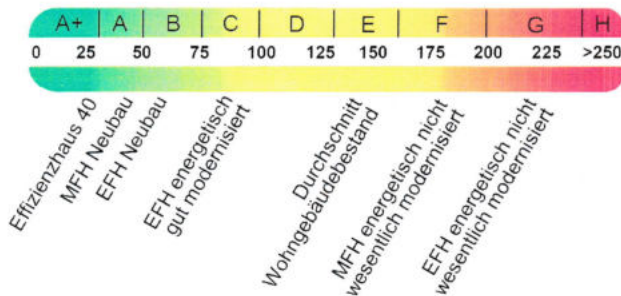 A+ A B C D E F G H
0 25 50 75 100 125 150 175 200 225 >250
Effizienzhaus 40
MFH Neubau
EFH Neubau
EFH energetisch
gut modernisiert
Durchschnitt
Wohngebäudebestand
MFH energetisch nicht
wesentlich modernisiert
EFH energetisch nicht
wesentlich modernisiert